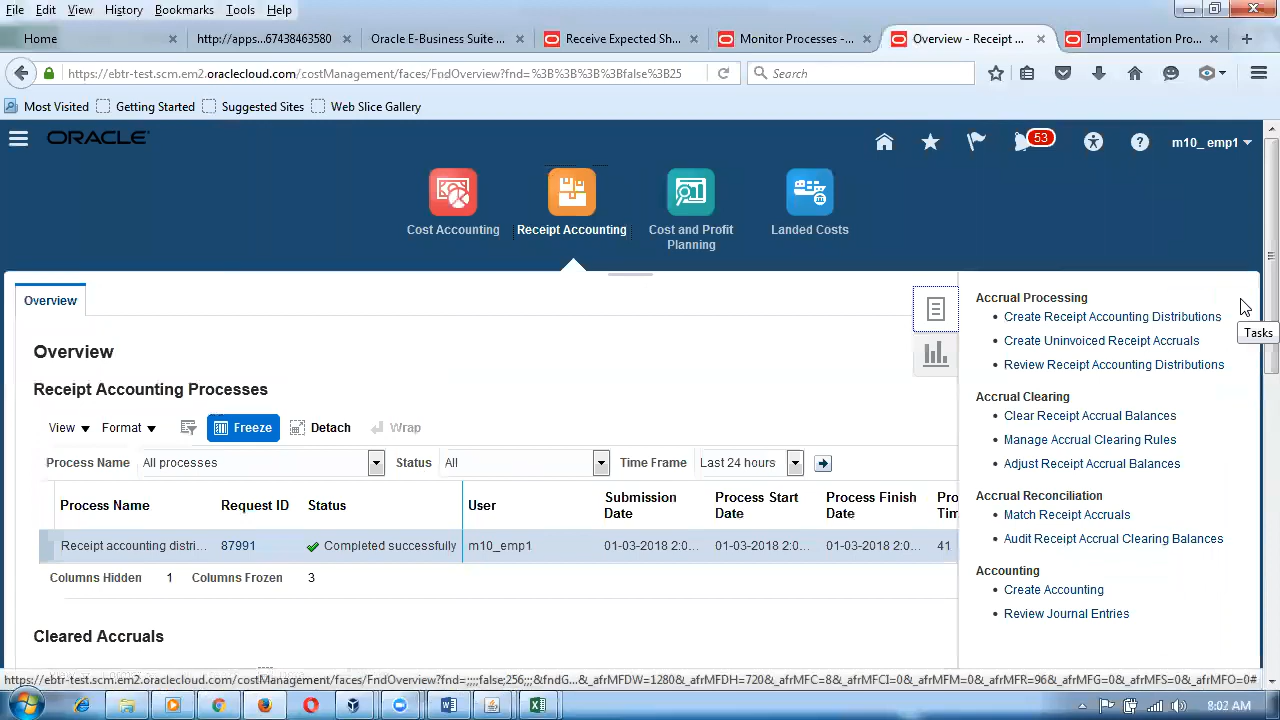 File Edit View History Bookmarks Tools Help
Home × http://apps...67438463580 × Oracle E-Business Suite ... × Receive Expected Sh... × Monitor Processes -... × Overview - Receipt ... × Implementation Pro... × +
https://ebtr-test.scm.em2.oraclecloud.com/costManagement/faces/FndOverview?fnd=%3B%3B%3B%3Bfalse%3B25 Search
Most Visited Getting Started Suggested Sites Web Slice Gallery
ORACLE 53 m10_ emp1
Cost Accounting Receipt Accounting Cost and Profit Planning Landed Costs
Overview
Overview
Receipt Accounting Processes
View Format Freeze Detach Wrap
Process Name All processes Status All Time Frame Last 24 hours
Process Name Request ID Status User Submission Date Process Start Date Process Finish Date Pro Tim
Receipt accounting distri... 87991 Completed successfully m10_emp1 01-03-2018 2:0... 01-03-2018 2:0... 01-03-2018 2:0... 41
Columns Hidden 1 Columns Frozen 3
Cleared Accruals
Accrual Processing
Create Receipt Accounting Distributions
Create Uninvoiced Receipt Accruals
Review Receipt Accounting Distributions
Accrual Clearing
Clear Receipt Accrual Balances
Manage Accrual Clearing Rules
Adjust Receipt Accrual Balances
Accrual Reconciliation
Match Receipt Accruals
Audit Receipt Accrual Clearing Balances
Accounting
Create Accounting
Review Journal Entries
Tasks
https://ebtr-test.scm.em2.oraclecloud.com/costManagement/faces/FndOverview?fnd=;;;;false;256;;;&fndG..._afrMFDW=1280&_afrMFDH=720&_afrMFC=8&_afrMFCI=0&_afrMFM=0&_afrMFR=96&_afrMFG=0&_afrMFS=0&_afrMFO=0#
8:02 AM